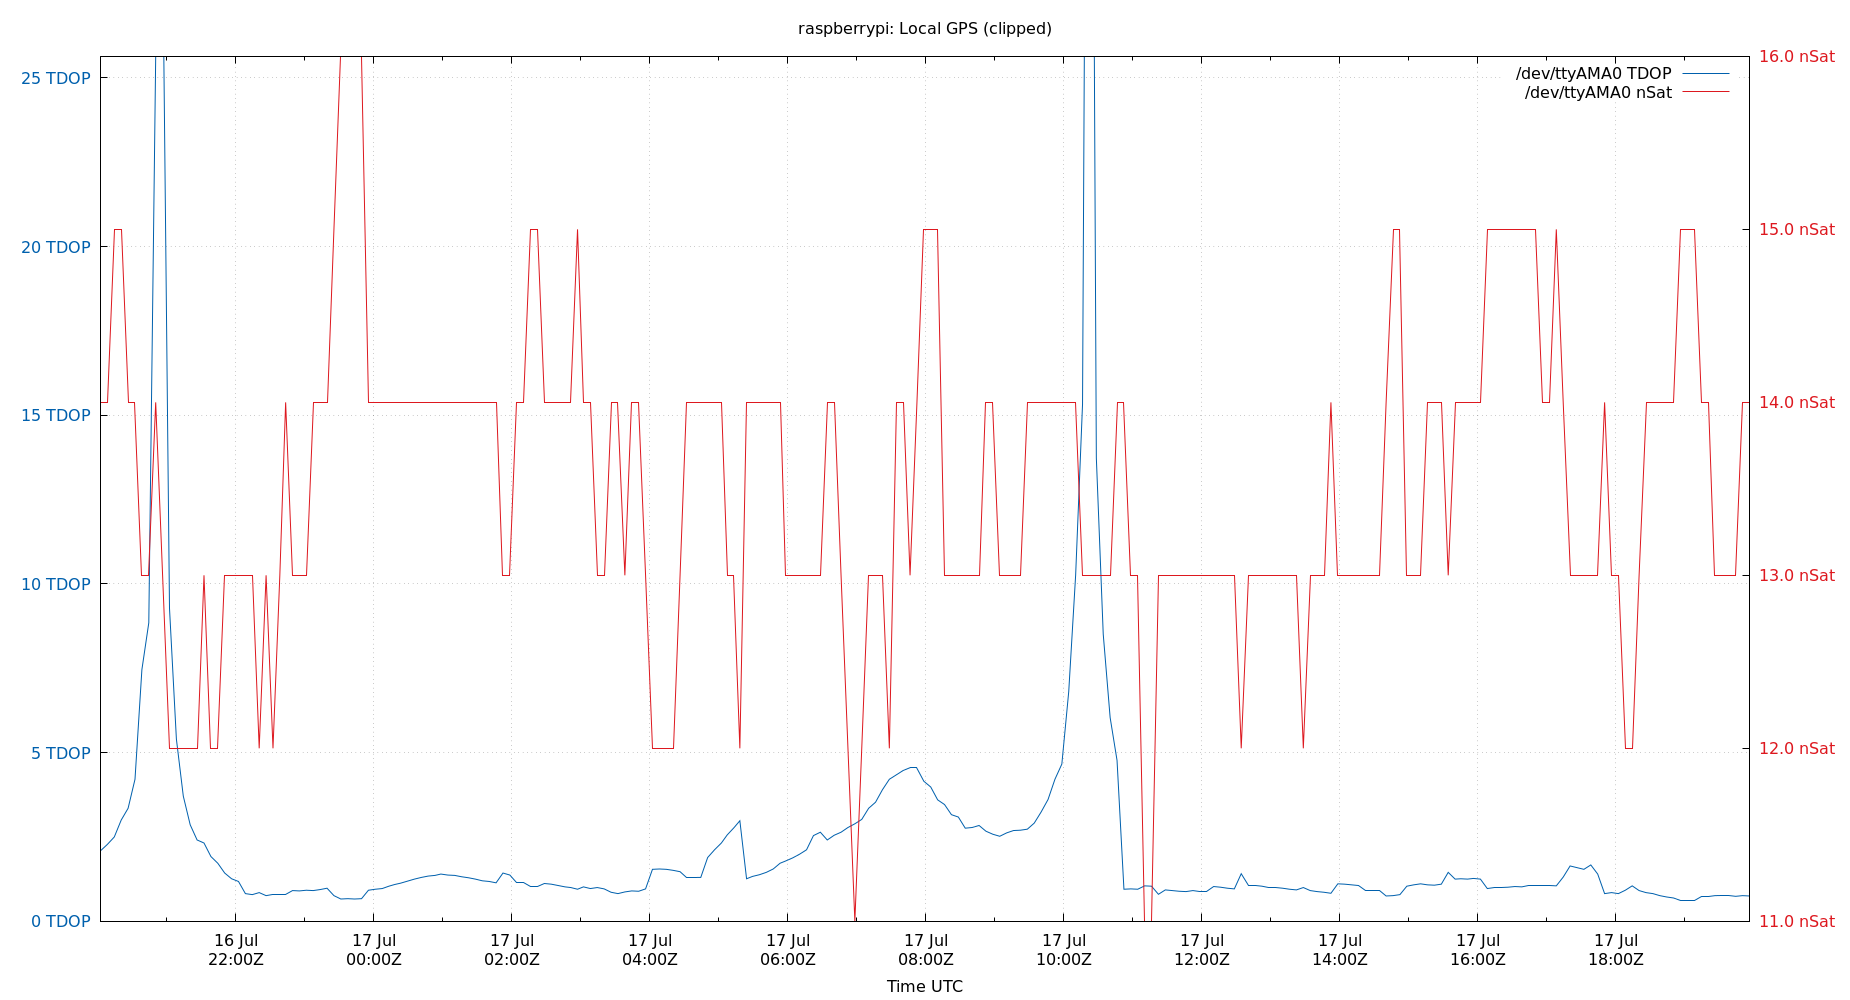 raspberrypi: Local GPS (clipped)
/dev/ttyAMA0 TDOP
/dev/ttyAMA0 nSat
25 TDOP
20 TDOP
15 TDOP
10 TDOP
5 TDOP
0 TDOP
16.0 nSat
15.0 nSat
14.0 nSat
13.0 nSat
12.0 nSat
11.0 nSat
16 Jul
22:00Z
17 Jul
00:00Z
17 Jul
02:00Z
17 Jul
04:00Z
17 Jul
06:00Z
17 Jul
08:00Z
17 Jul
10:00Z
17 Jul
12:00Z
17 Jul
14:00Z
17 Jul
16:00Z
17 Jul
18:00Z
Time UTC